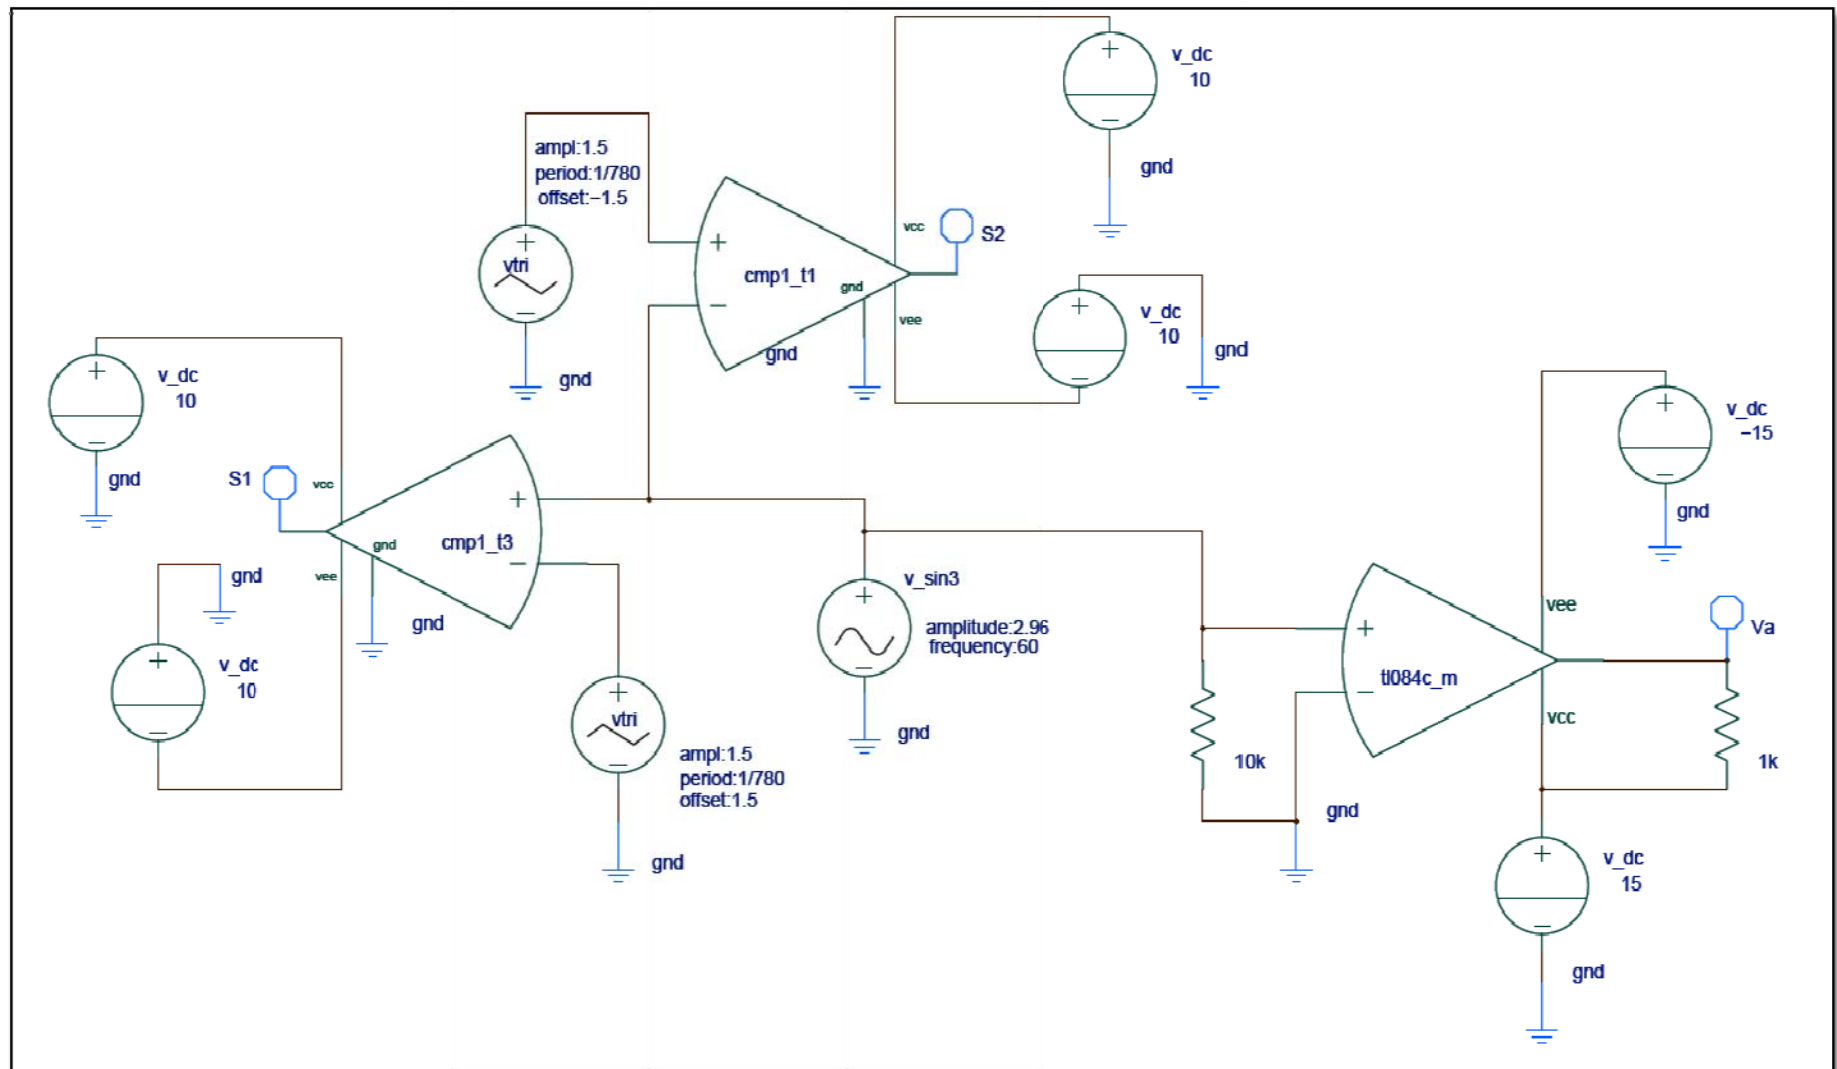 v_dc
10
+
−
gnd
ampl:1.5
period:1/780
offset:−1.5
+
vtri
−
gnd
+
−
cmp1_t1
gnd
gnd
vcc
vee
S2
+
−
v_dc
10
gnd
+
−
v_dc
10
gnd
S1
vcc
gnd
vee
+
−
cmp1_t3
gnd
gnd
+
−
v_dc
10
+
vtri
−
ampl:1.5
period:1/780
offset:1.5
gnd
v_sin3
+
−
amplitude:2.96
frequency:60
gnd
+
−
v_dc
−15
gnd
+
−
tl084c_m
vee
vcc
Va
10k
gnd
1k
+
−
v_dc
15
gnd